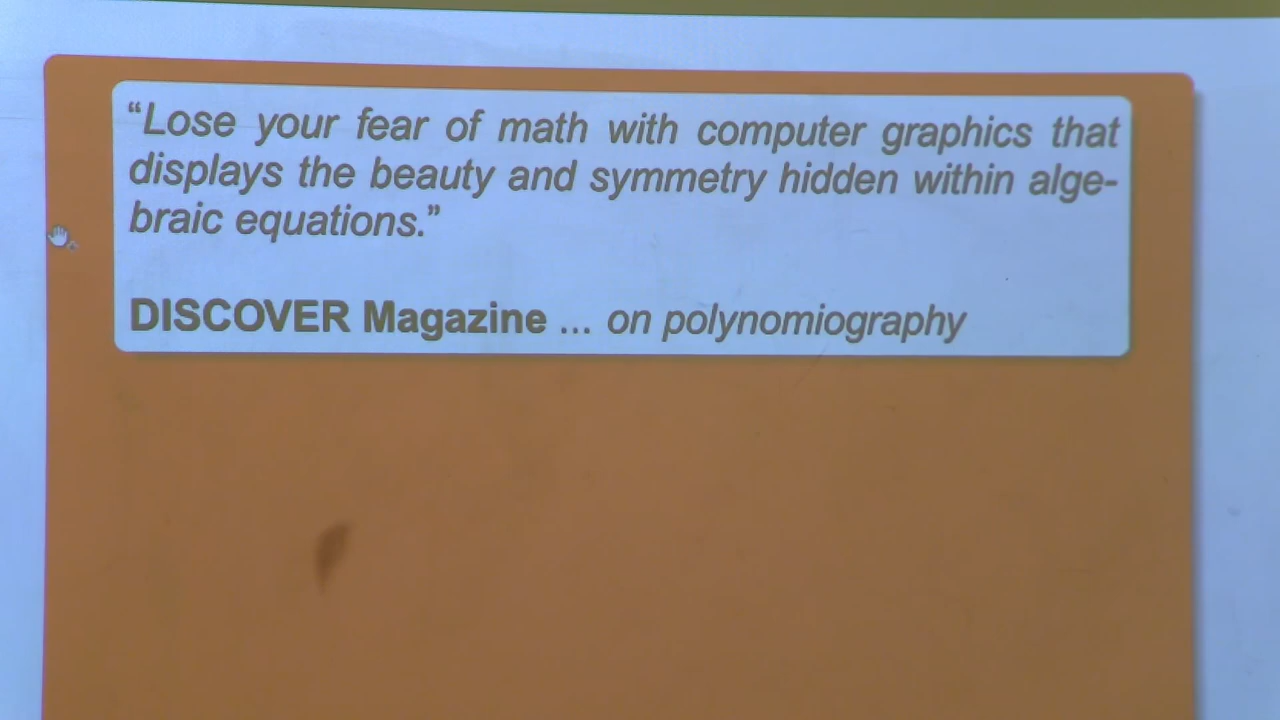 “Lose your fear of math with computer graphics that
displays the beauty and symmetry hidden within alge-
braic equations.”
DISCOVER Magazine ... on polynomiography